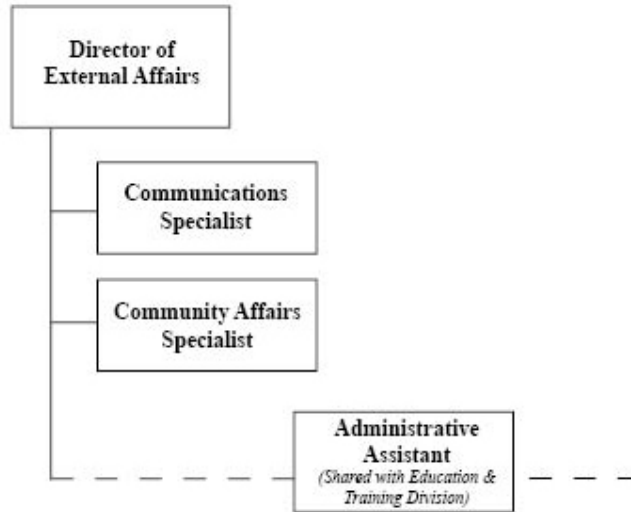 Director of
External Affairs
Communications
Specialist
Community Affairs
Specialist
Administrative
Assistant
(Shared with Education &
Training Division)